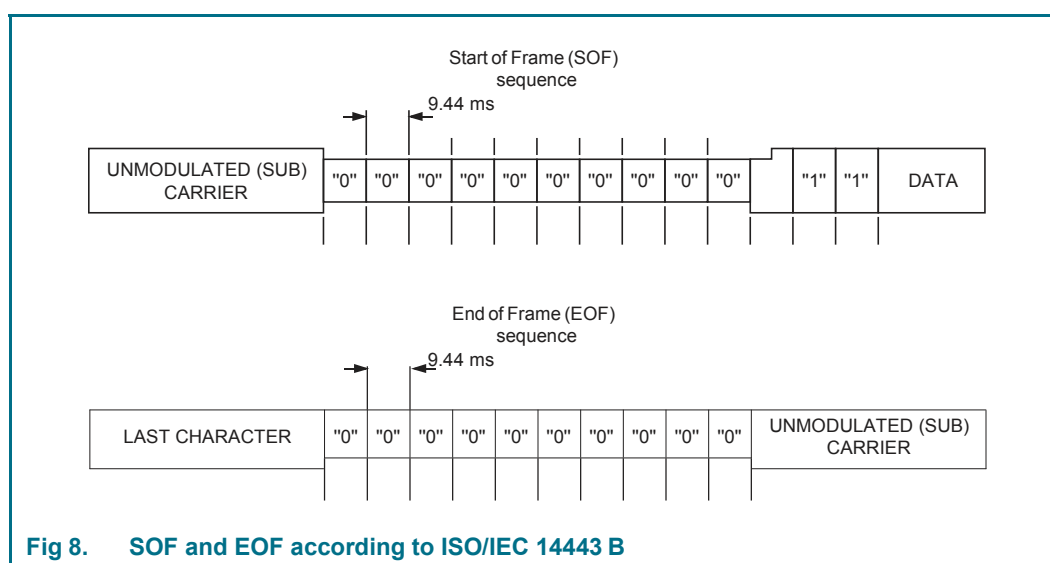 Start of Frame (SOF)
sequence
9.44 ms
UNMODULATED (SUB)
CARRIER
"0" "0" "0" "0" "0" "0" "0" "0" "0" "0" "1" "1" DATA
End of Frame (EOF)
sequence
9.44 ms
LAST CHARACTER "0" "0" "0" "0" "0" "0" "0" "0" "0" "0" UNMODULATED (SUB)
CARRIER
Fig 8. SOF and EOF according to ISO/IEC 14443 B